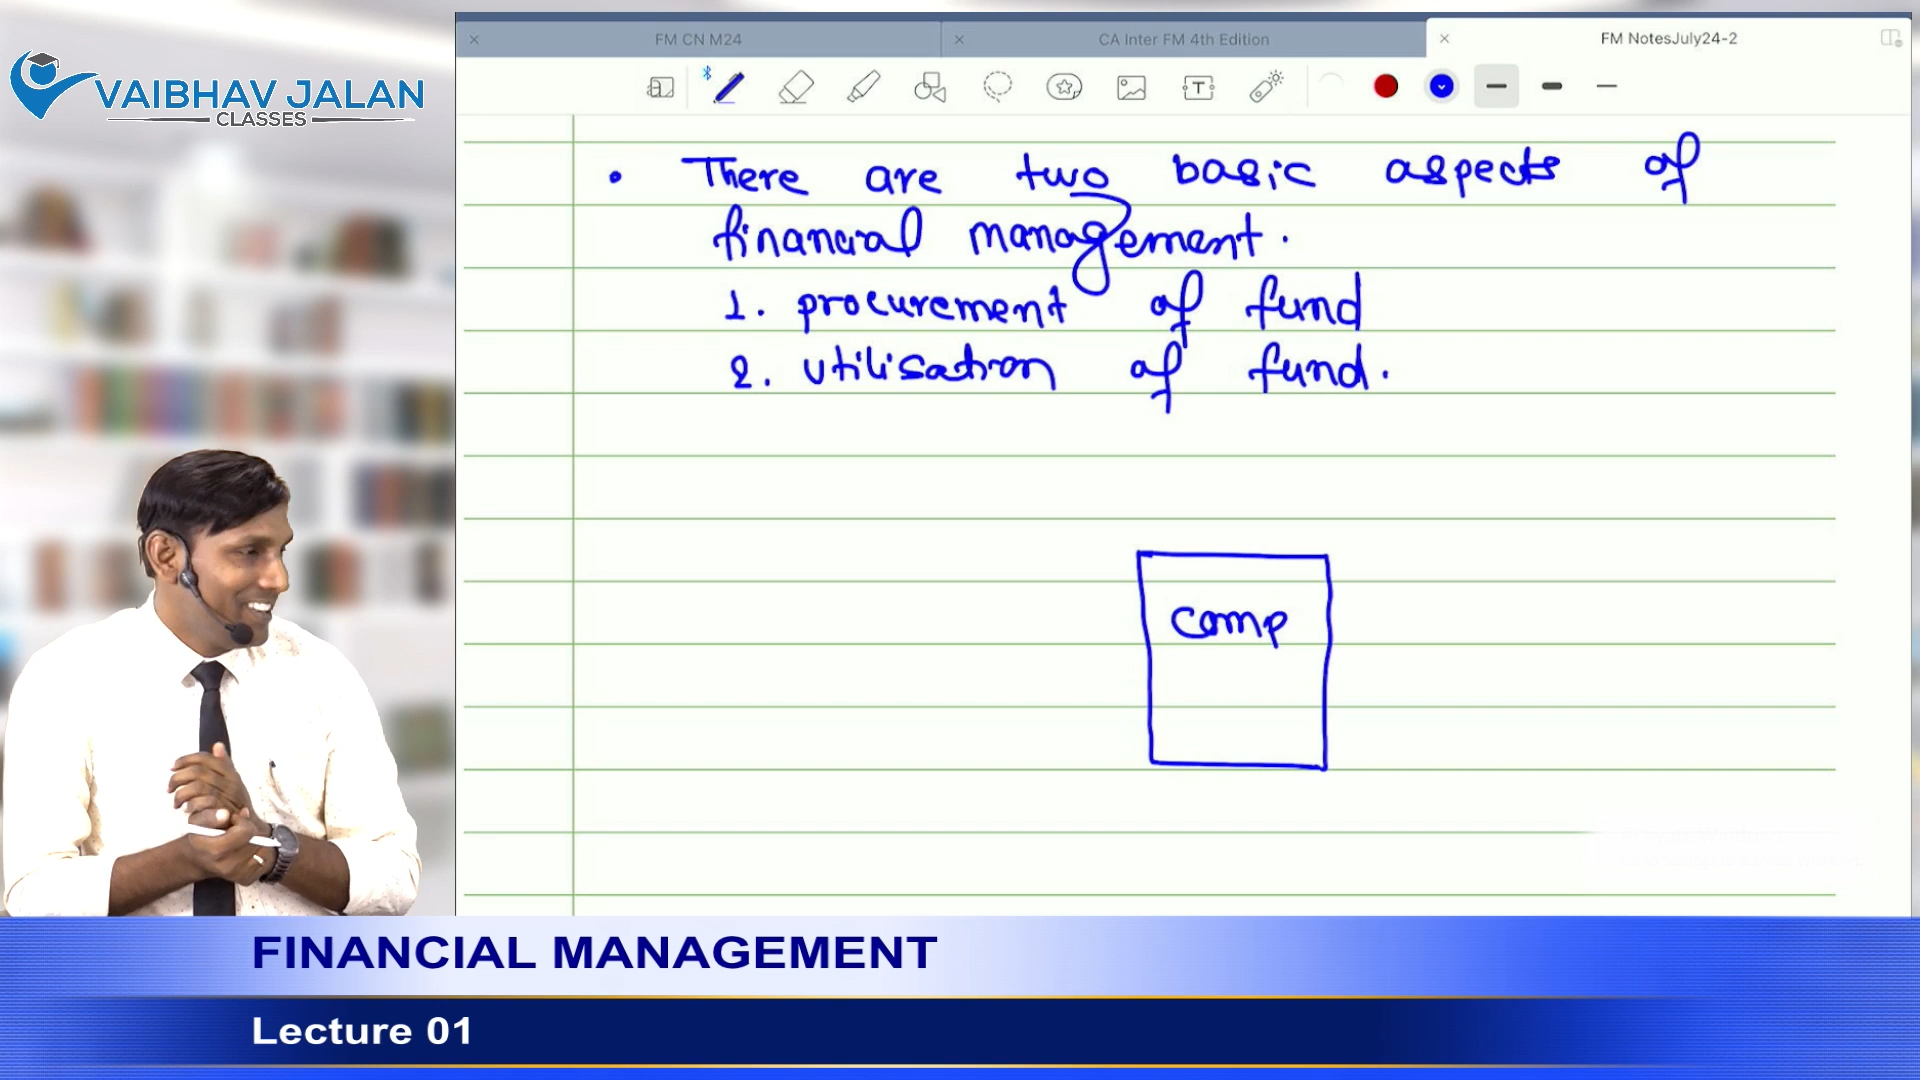 FM CN M24
CA Inter FM 4th Edition
FM NotesJuly24-2
VAIBHAV JALAN
CLASSES
• There are two basic aspects of
financial management.
1. procurement of fund
2. utilisation of fund.
comp
FINANCIAL MANAGEMENT
Lecture 01